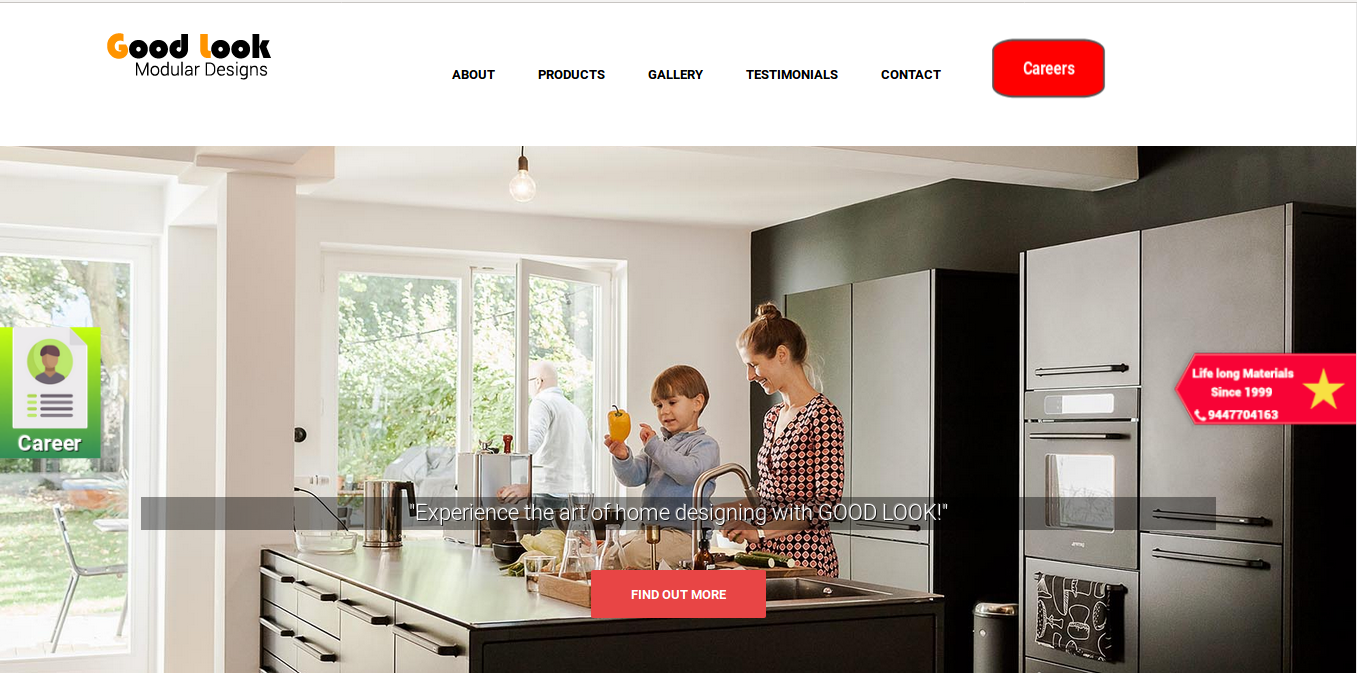 Good Look
Modular Designs
ABOUT
PRODUCTS
GALLERY
TESTIMONIALS
CONTACT
Careers
Career
Life long Materials
Since 1999
9447704163
"Experience the art of home designing with GOOD LOOK!"
FIND OUT MORE